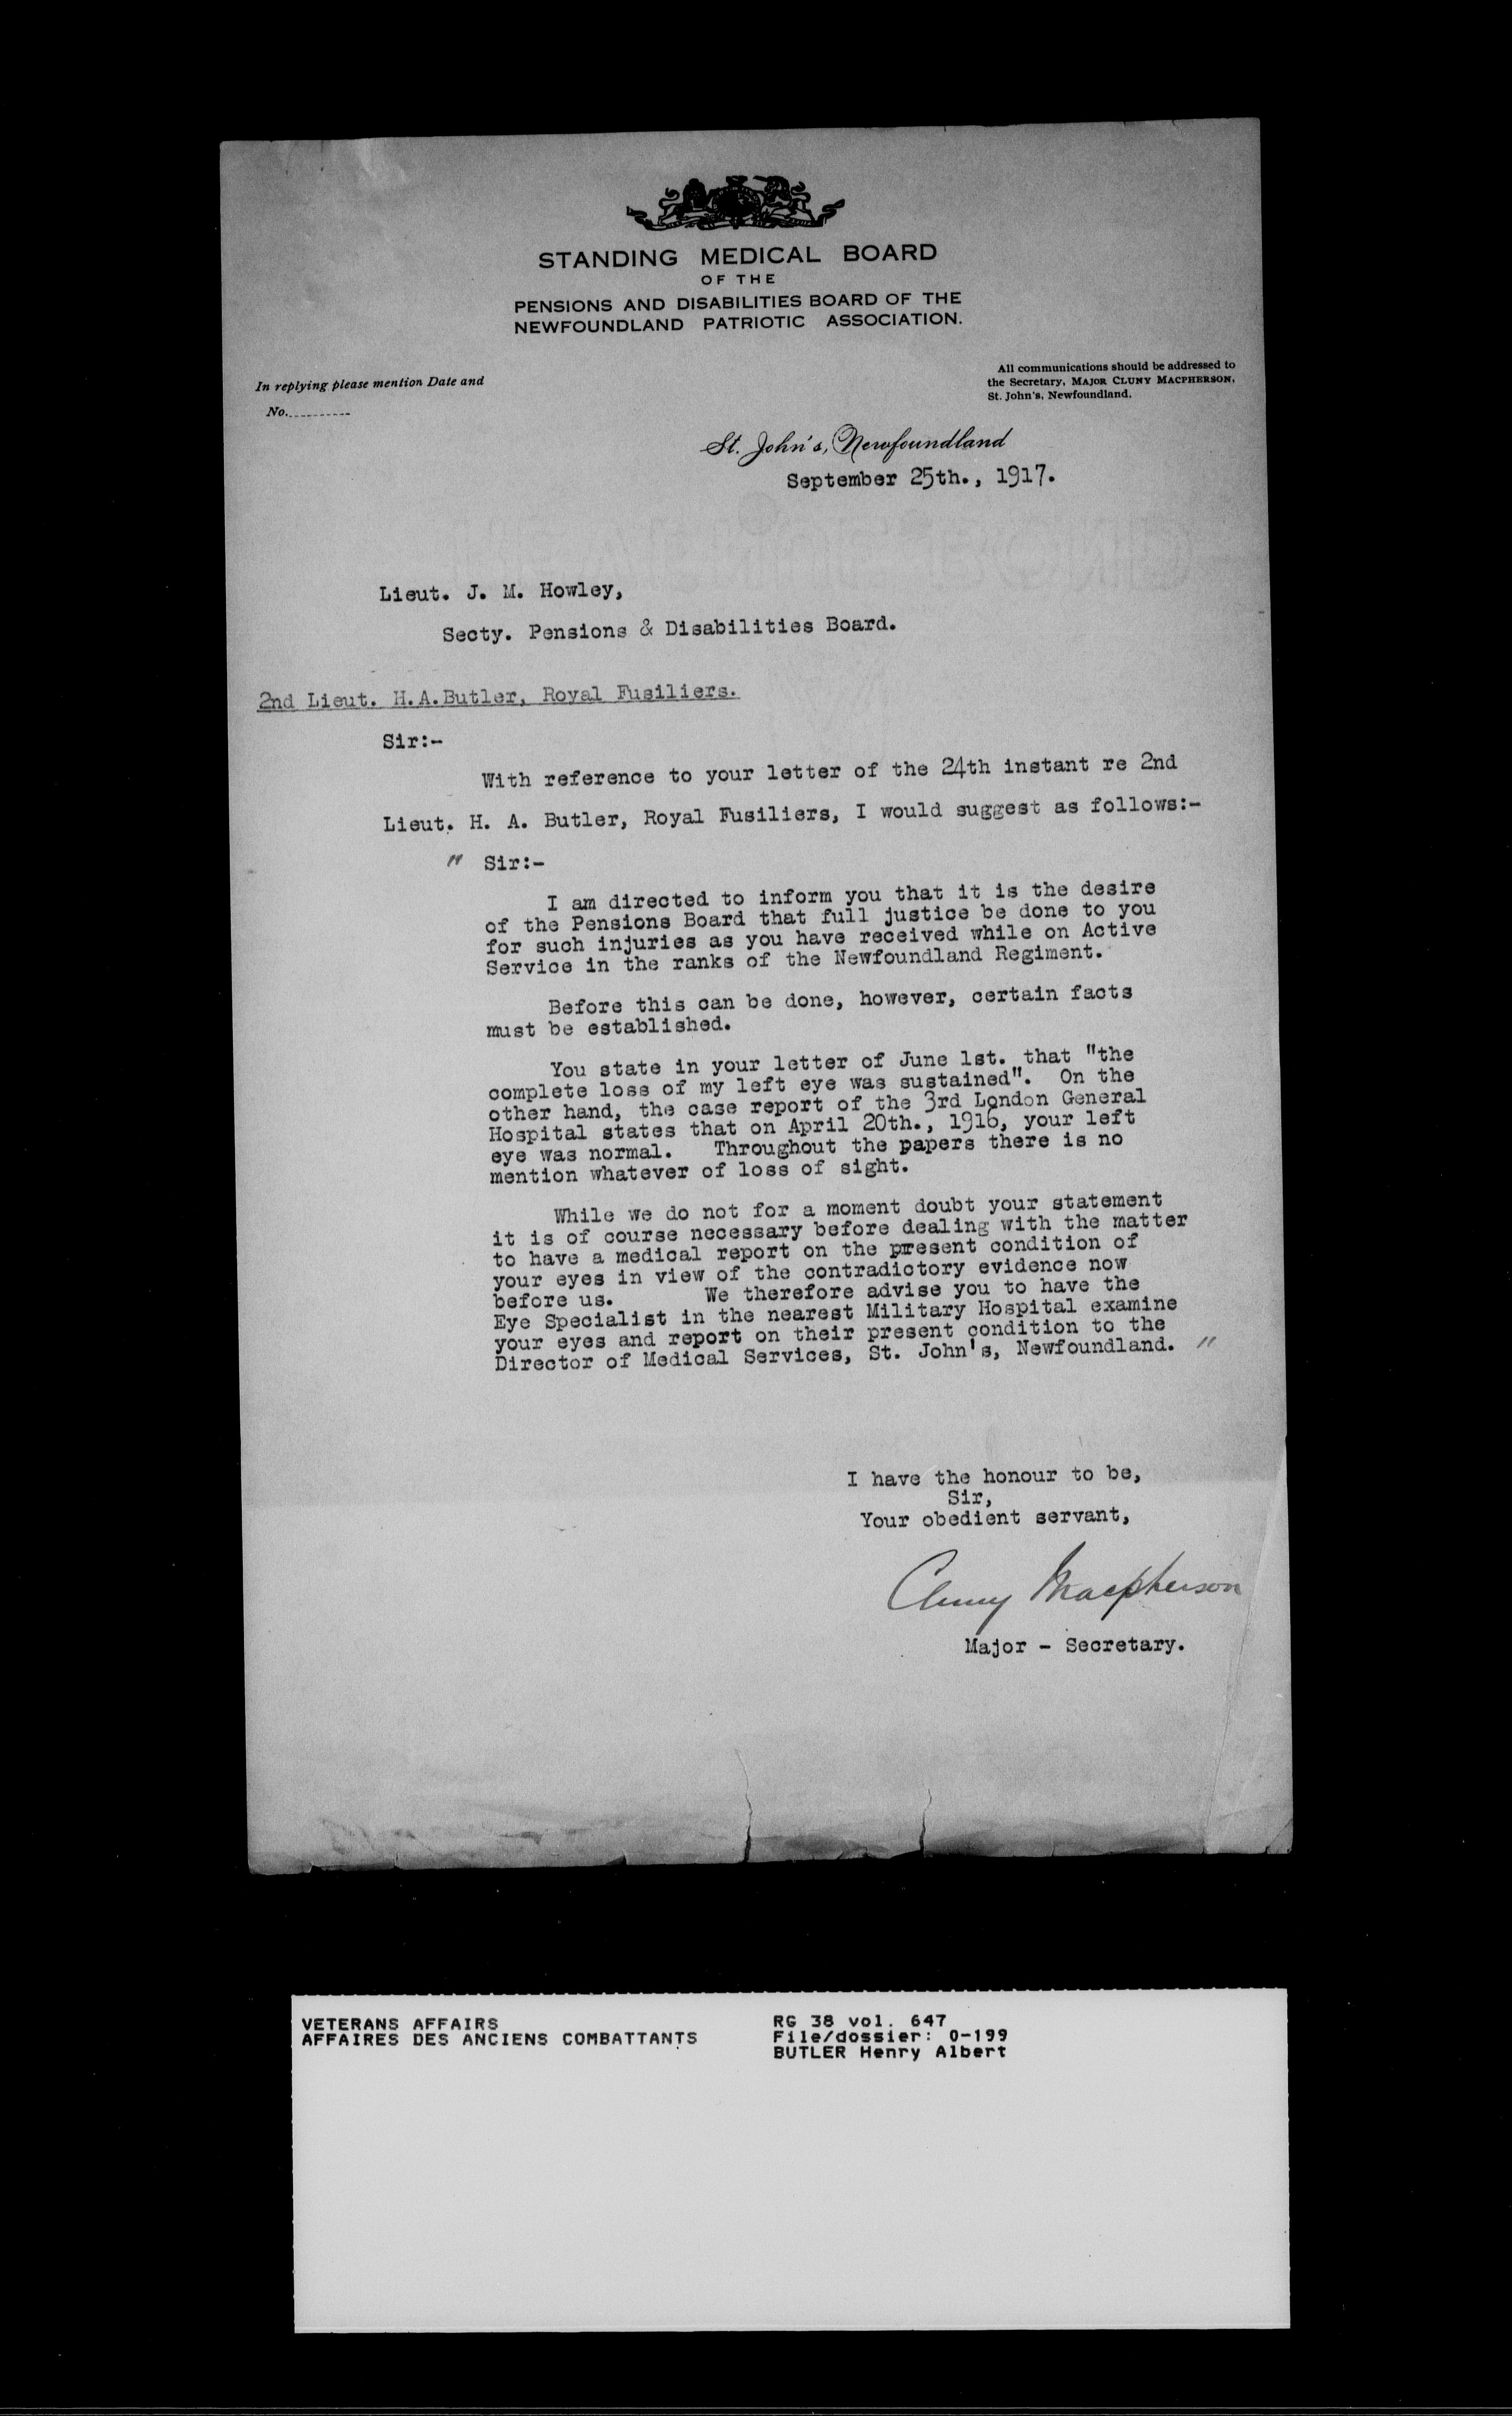 STANDING MEDICAL BOARD
OF THE
PENSIONS AND DISABILITIES BOARD OF THE
NEWFOUNDLAND PATRIOTIC ASSOCIATION.
In replying please mention Date and
No...........
All communications should be addressed to
the Secretary, MAJOR CLUNY MACPHERSON,
St. John's, Newfoundland.
St. John's, Newfoundland
September 25th., 1917.
Lieut. J. M. Howley,
Secty. Pensions & Disabilities Board.
2nd Lieut. H.A.Butler, Royal Fusiliers.
Sir:-
With reference to your letter of the 24th instant re 2nd
Lieut. H. A. Butler, Royal Fusiliers, I would suggest as follows:-
" Sir:-
I am directed to inform you that it is the desire
of the Pensions Board that full justice be done to you
for such injuries as you have received while on Active
Service in the ranks of the Newfoundland Regiment.
Before this can be done, however, certain facts
must be established.
You state in your letter of June 1st. that "the
complete loss of my left eye was sustained". On the
other hand, the case report of the 3rd London General
Hospital states that on April 20th., 1916, your left
eye was normal. Throughout the papers there is no
mention whatever of loss of sight.
While we do not for a moment doubt your statement
it is of course necessary before dealing with the matter
to have a medical report on the present condition of
your eyes in view of the contradictory evidence now
before us. We therefore advise you to have the
Eye Specialist in the nearest Military Hospital examine
your eyes and report on their present condition to the
Director of Medical Services, St. John's, Newfoundland. "
I have the honour to be,
Sir,
Your obedient servant,
Cluny Macpherson
Major - Secretary.
VETERANS AFFAIRS
AFFAIRES DES ANCIENS COMBATTANTS
RG 38 vol. 647
File/dossier: 0-199
BUTLER Henry Albert